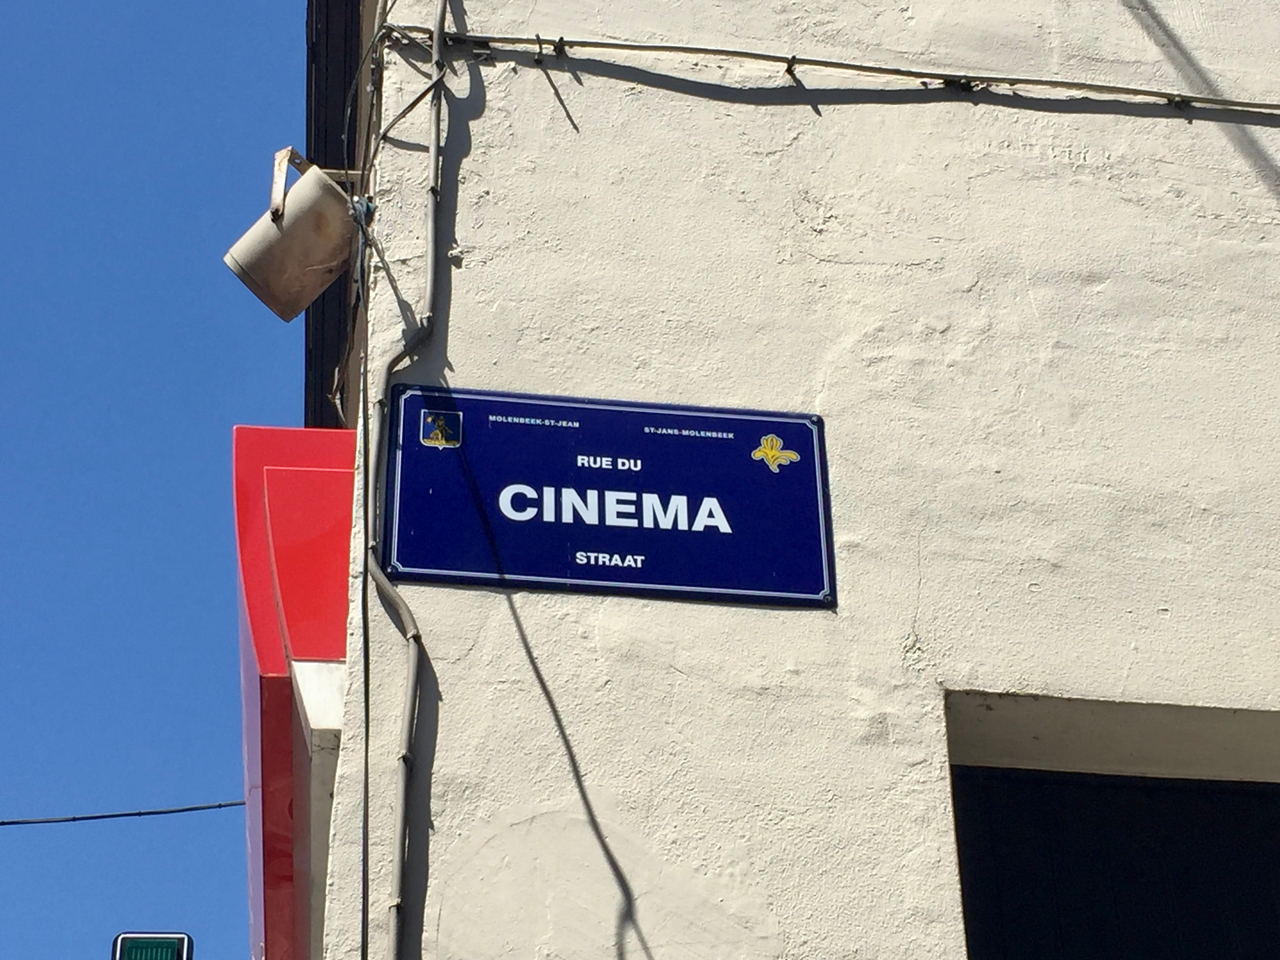 MOLENBEEK-ST-JEAN ST-JANS-MOLENBEEK
RUE DU
CINEMA
STRAAT